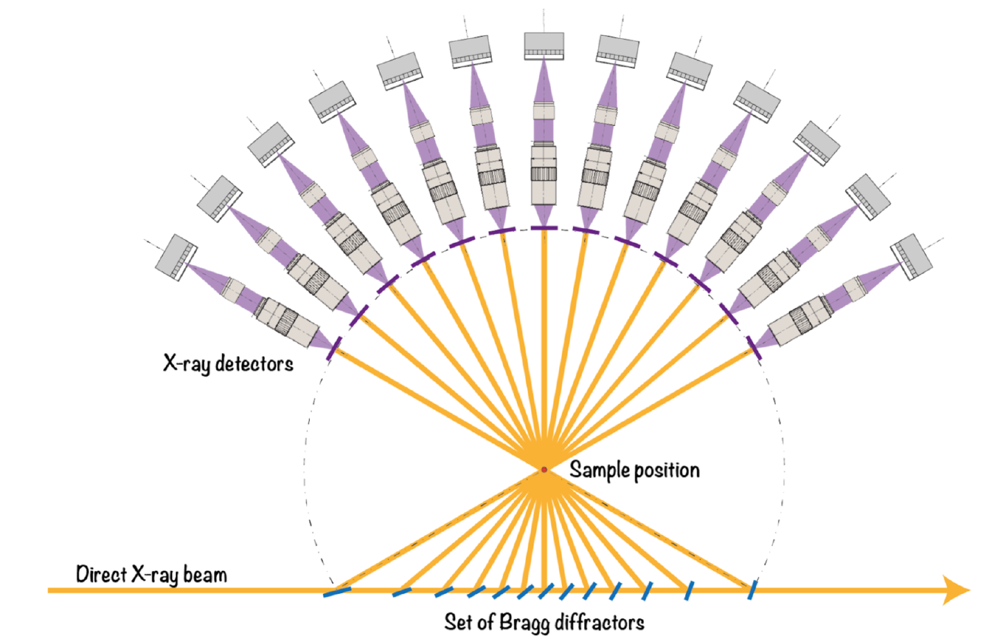 X-ray detectors
Sample position
Direct X-ray beam
Set of Bragg diffractors